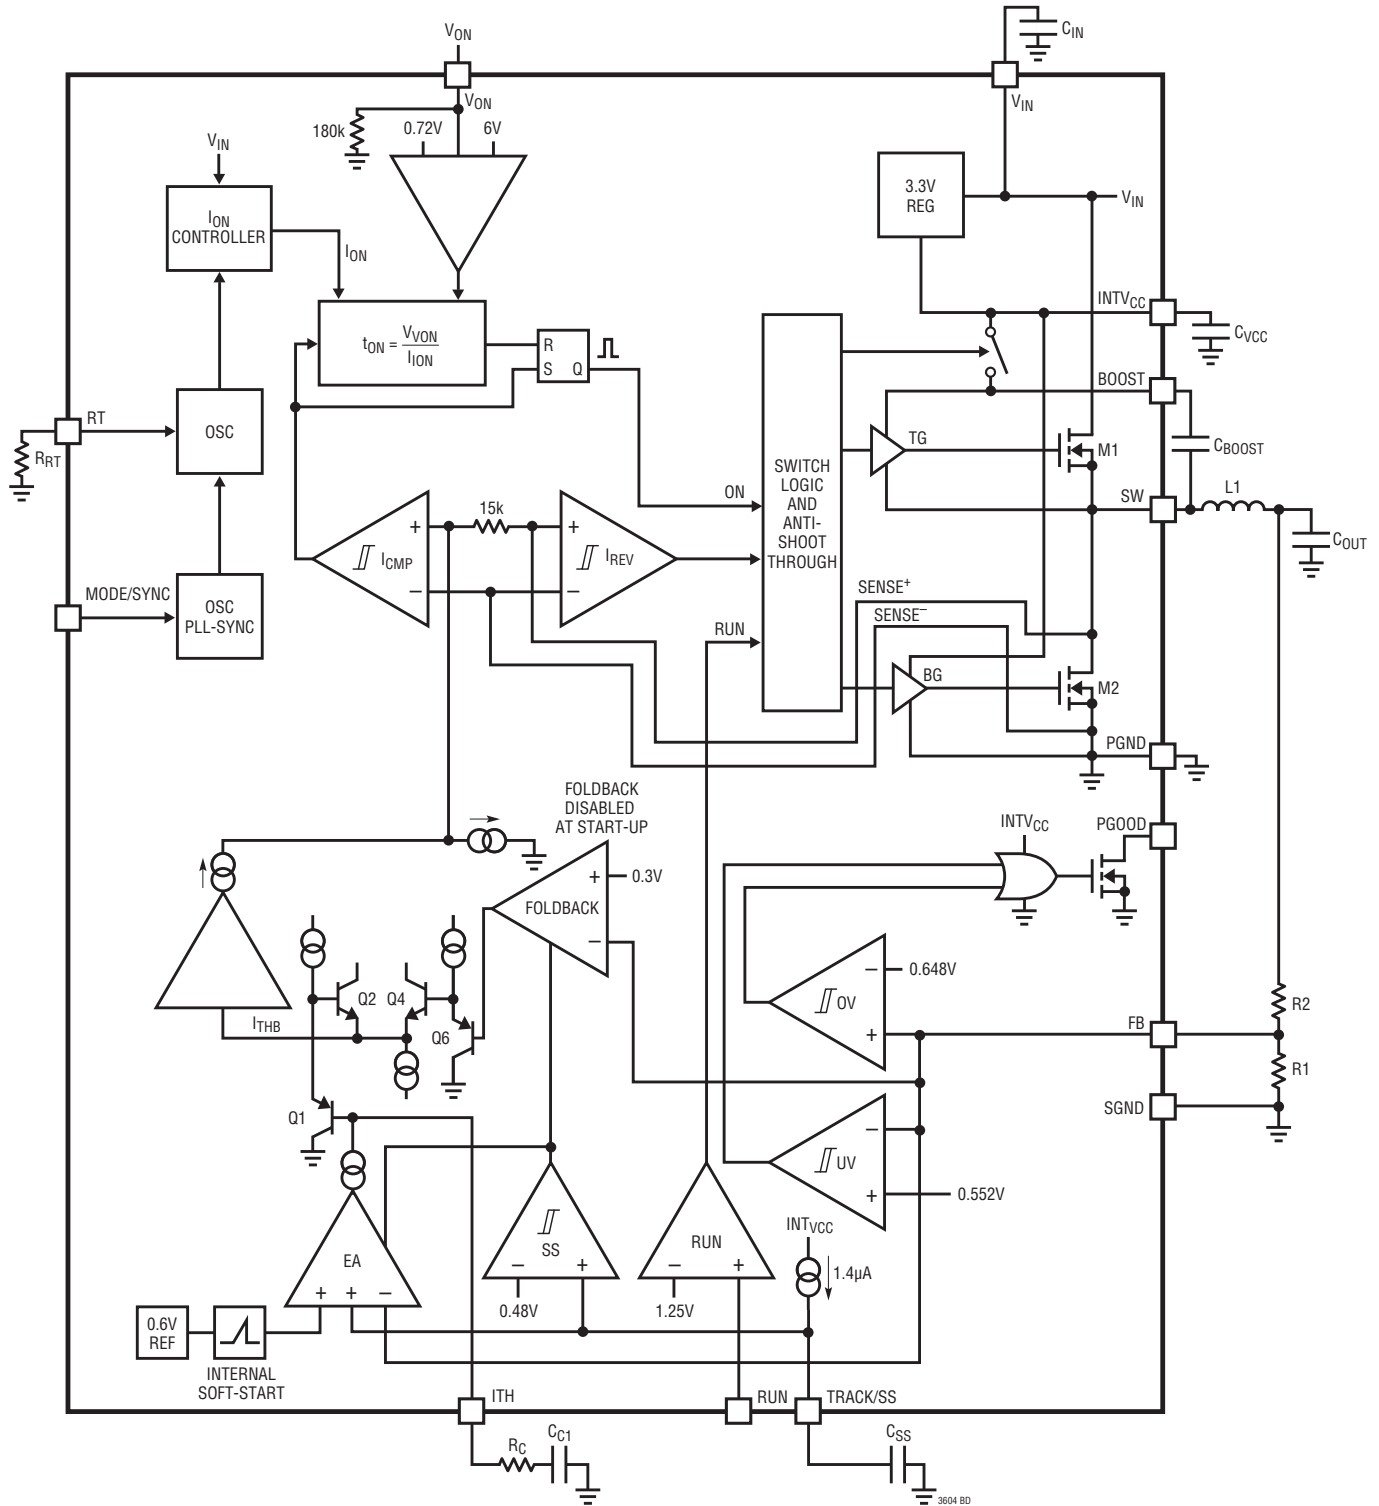 VON
CIN
VON
VIN
180k
0.72V
6V
VIN
ION
CONTROLLER
ION
3.3V
REG
VIN
INTVCC
CVCC
tON = VVON
IION
R
S
Q
BOOST
RT
OSC
RRT
TG
M1
CBOOST
SWITCH
LOGIC
AND
ANTI-
SHOOT
THROUGH
ON
SW
L1
COUT
15k
+
−
ICMP
+
−
IREV
MODE/SYNC
OSC
PLL-SYNC
SENSE+
SENSE−
RUN
BG
M2
PGND
FOLDBACK
DISABLED
AT START-UP
INTVCC
PGOOD
+
0.3V
FOLDBACK
−
− 0.648V
OV
+
Q2
Q4
ITHB
Q6
FB
R2
R1
SGND
Q1
−
UV
+
0.552V
INTVCC
1.4µA
EA
+
+
−
SS
−
+
RUN
−
+
0.48V
1.25V
0.6V
REF
INTERNAL
SOFT-START
ITH
RUN
TRACK/SS
RC
CC1
CSS
3604 BD